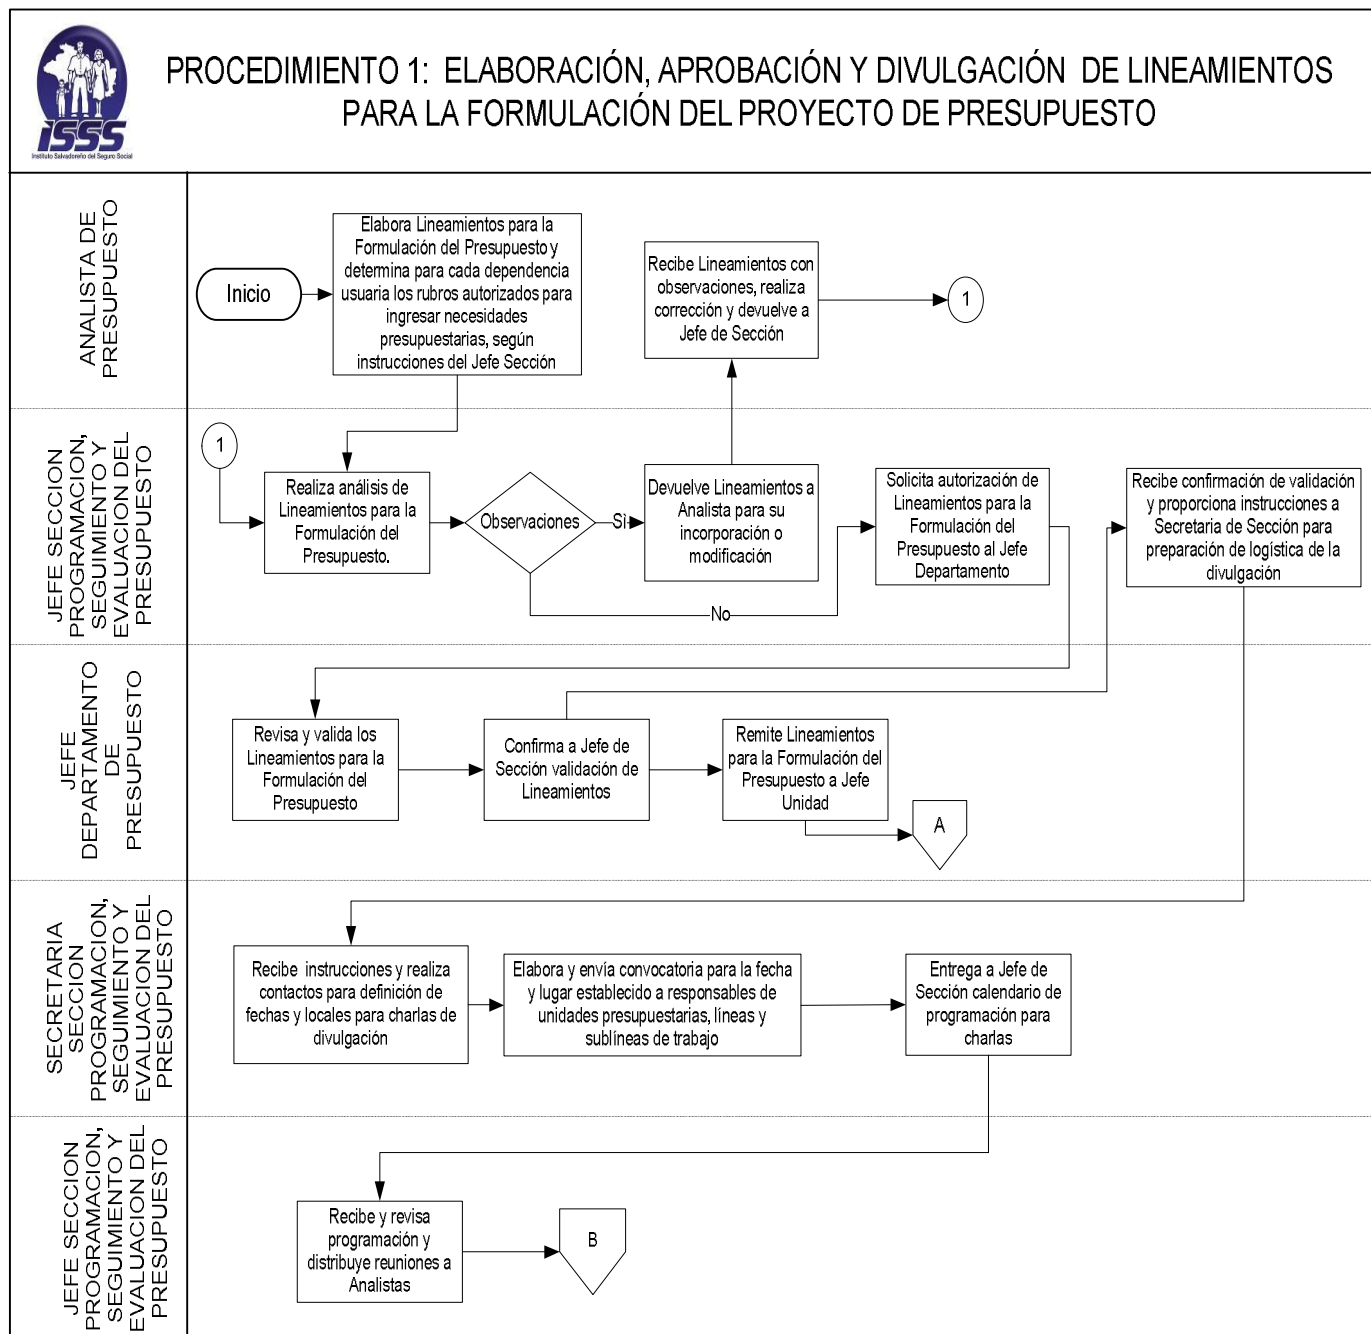 PROCEDIMIENTO 1: ELABORACIÓN, APROBACIÓN Y DIVULGACIÓN DE LINEAMIENTOS
PARA LA FORMULACIÓN DEL PROYECTO DE PRESUPUESTO
ISSS
Instituto Salvadoreño del Seguro Social
ANALISTA DE
PRESUPUESTO
Inicio
Elabora Lineamientos para la
Formulación del Presupuesto y
determina para cada dependencia
usuaria los rubros autorizados para
ingresar necesidades
presupuestarias, según
instrucciones del Jefe Sección
Recibe Lineamientos con
observaciones, realiza
corrección y devuelve a
Jefe de Sección
1
JEFE SECCION
PROGRAMACION,
SEGUIMIENTO Y
EVALUACION DEL
PRESUPUESTO
1
Realiza análisis de
Lineamientos para la
Formulación del
Presupuesto.
Observaciones
Sì
No
Devuelve Lineamientos a
Analista para su
incorporación o
modificación
Solicita autorización de
Lineamientos para la
Formulación del
Presupuesto al Jefe
Departamento
Recibe confirmación de validación
y proporciona instrucciones a
Secretaria de Sección para
preparación de logística de la
divulgación
JEFE
DEPARTAMENTO
DE
PRESUPUESTO
Revisa y valida los
Lineamientos para la
Formulación del
Presupuesto
Confirma a Jefe de
Sección validación de
Lineamientos
Remite Lineamientos
para la Formulación del
Presupuesto a Jefe
Unidad
A
SECRETARIA
SECCION
PROGRAMACION,
SEGUIMIENTO Y
EVALUACION DEL
PRESUPUESTO
Recibe instrucciones y realiza
contactos para definición de
fechas y locales para charlas de
divulgación
Elabora y envía convocatoria para la fecha
y lugar establecido a responsables de
unidades presupuestarias, líneas y
sublíneas de trabajo
Entrega a Jefe de
Sección calendario de
programación para
charlas
JEFE SECCION
PROGRAMACION,
SEGUIMIENTO Y
EVALUACION DEL
PRESUPUESTO
Recibe y revisa
programación y
distribuye reuniones a
Analistas
B